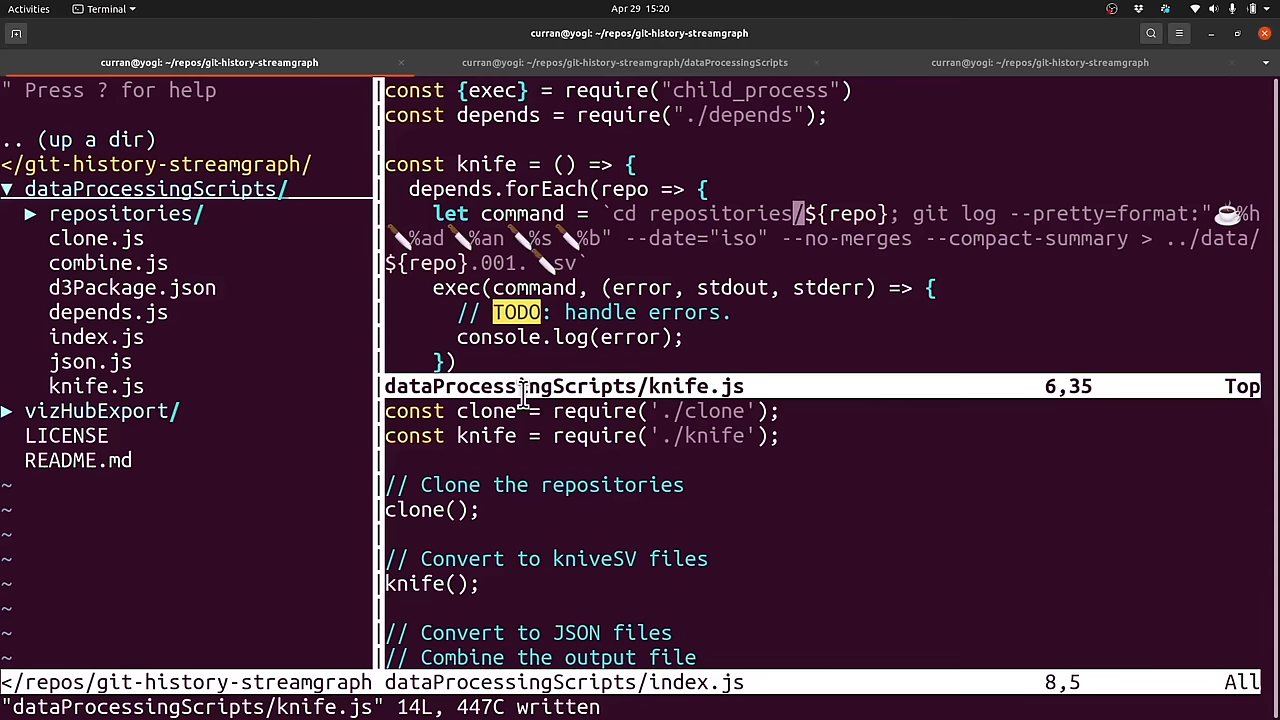 Activities Terminal Apr 29 15:20
curran@yogi: ~/repos/git-history-streamgraph
curran@yogi: ~/repos/git-history-streamgraph × curran@yogi: ~/repos/git-history-streamgraph/dataProcessingScripts × curran@yogi: ~/repos/git-history-streamgraph
" Press ? for help
.. (up a dir)
</git-history-streamgraph/
▼ dataProcessingScripts/
▶ repositories/
clone.js
combine.js
d3Package.json
depends.js
index.js
json.js
knife.js
▶ vizHubExport/
LICENSE
README.md
~
~
~
~
~
~
~
~
</repos/git-history-streamgraph
const {exec} = require("child_process")
const depends = require("./depends");
const knife = () => {
depends.forEach(repo => {
let command = `cd repositories/${repo}; git log --pretty=format:"☕%h
🔪%ad🔪%an🔪%s🔪%b" --date="iso" --no-merges --compact-summary > ../data/
${repo}.001.🔪sv`
exec(command, (error, stdout, stderr) => {
// TODO: handle errors.
console.log(error);
})
dataProcessingScripts/knife.js 6,35 Top
const clone = require('./clone');
const knife = require('./knife');
// Clone the repositories
clone();
// Convert to kniveSV files
knife();
// Convert to JSON files
// Combine the output file
dataProcessingScripts/index.js 8,5 All
"dataProcessingScripts/knife.js" 14L, 447C written